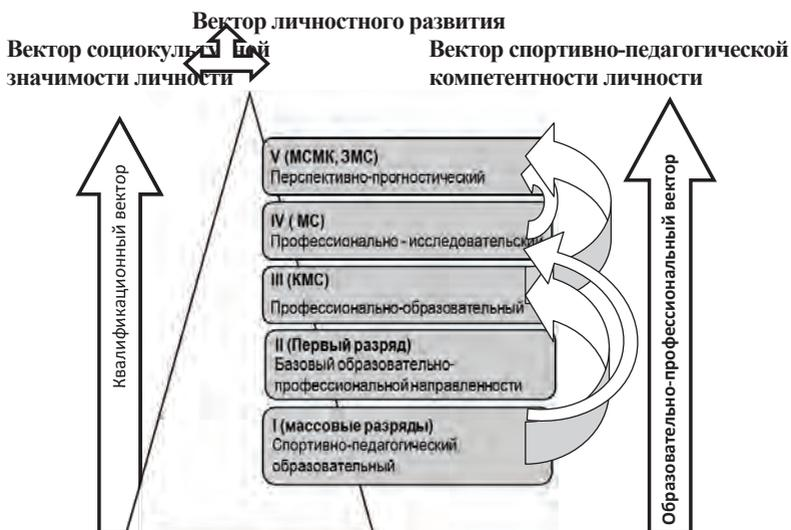 Вектор личностного развития
Вектор социокультурной
значимости личности
Вектор спортивно-педагогической
компетентности личности
Квалификационный вектор
V (МСМК, ЗМС)
Перспективно-прогностический
IV ( МС)
Профессионально - исследовательский
III (КМС)
Профессионально-образовательный
II (Первый разряд)
Базовый образовательно-
профессиональной направленности
I (массовые разряды)
Спортивно-педагогический
образовательный
Образовательно-профессиональный вектор